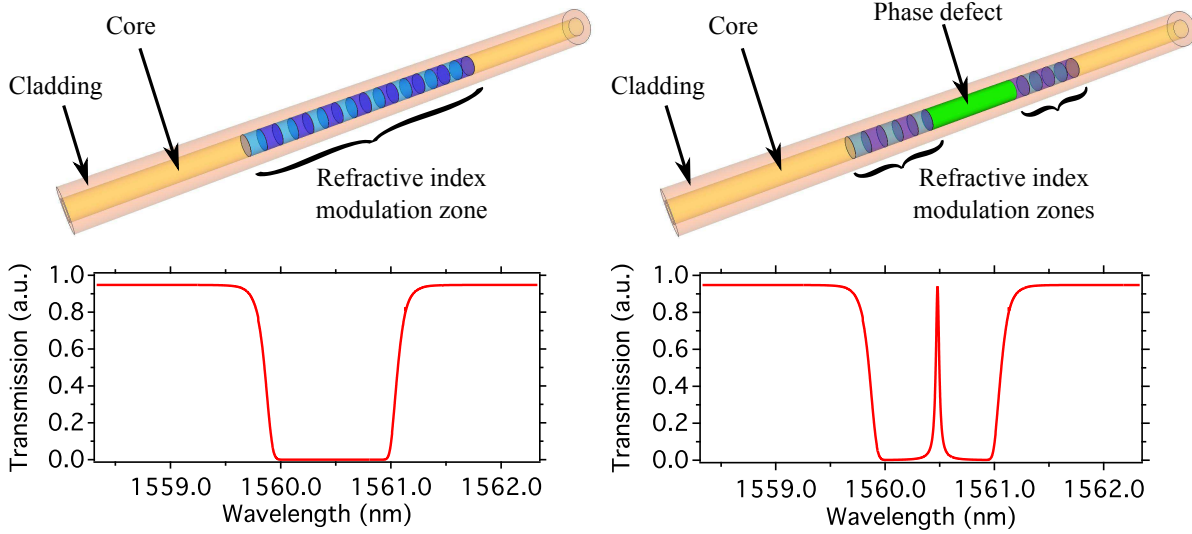 Core
Cladding
Refractive index
modulation zone
Phase defect
Core
Cladding
Refractive index
modulation zones
Transmission (a.u.)
1.0
0.8
0.6
0.4
0.2
0.0
1559.0 1560.0 1561.0 1562.0
Wavelength (nm)
Transmission (a.u.)
1.0
0.8
0.6
0.4
0.2
0.0
1559.0 1560.0 1561.0 1562.0
Wavelength (nm)